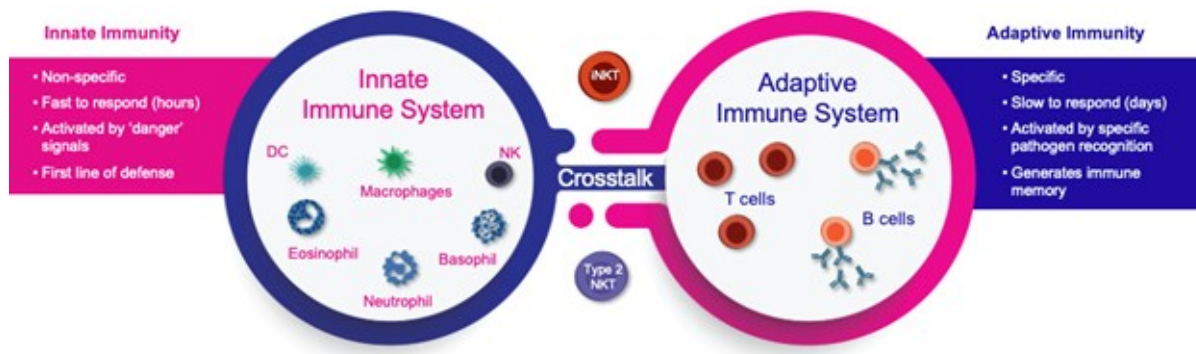 Innate Immunity
• Non-specific
• Fast to respond (hours)
• Activated by 'danger'
signals
• First line of defense
Innate
Immune System
DC
Macrophages
NK
Eosinophil
Basophil
Neutrophil
iNKT
Crosstalk
Type 2
NKT
Adaptive
Immune System
T cells
B cells
Adaptive Immunity
• Specific
• Slow to respond (days)
• Activated by specific
pathogen recognition
• Generates immune
memory